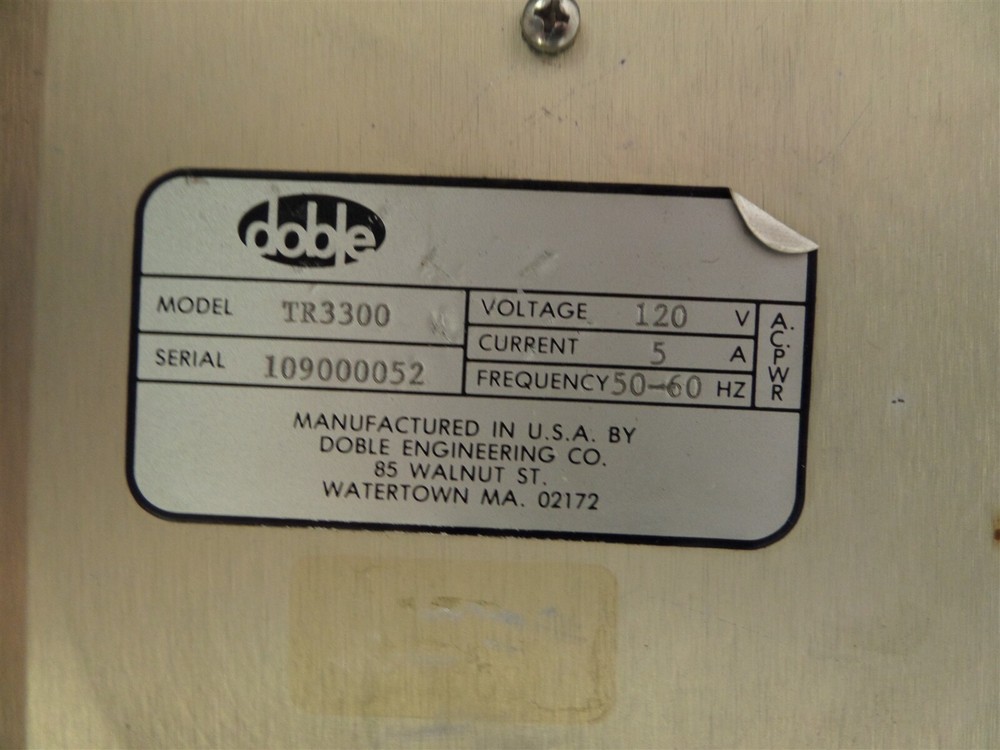 doble
MODEL TR3300
SERIAL 109000052
VOLTAGE 120 V
CURRENT 5 A
FREQUENCY 50-60 HZ
A.C. PWR
MANUFACTURED IN U.S.A. BY
DOBLE ENGINEERING CO.
85 WALNUT ST.
WATERTOWN MA. 02172